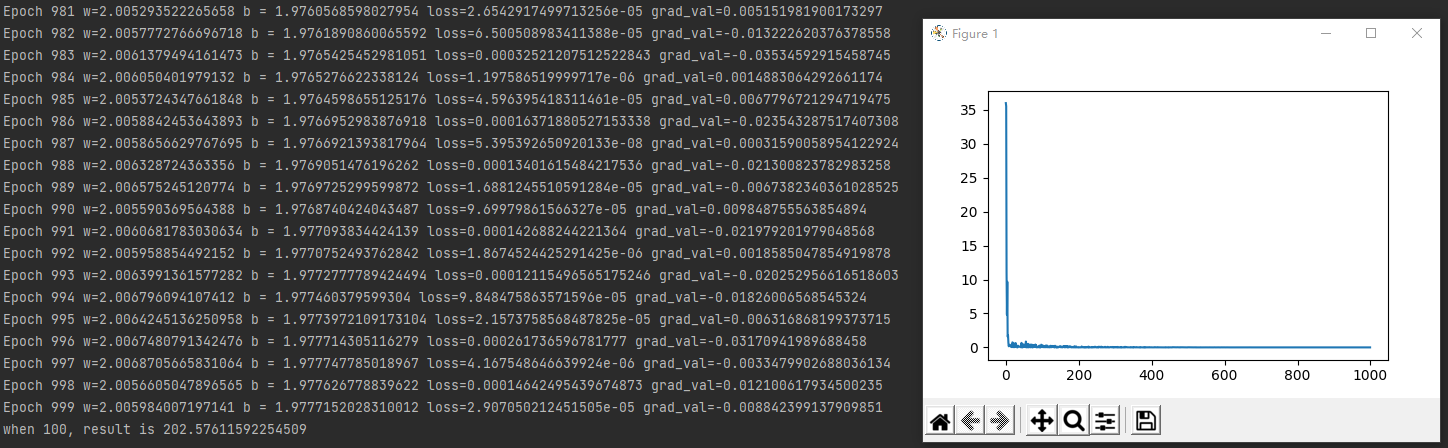 Epoch 981 w=2.005293522265658 b = 1.9760568598027954 loss=2.6542917499713256e-05 grad_val=0.005151981900173297
Epoch 982 w=2.0057772766696718 b = 1.9761890860065592 loss=6.500508983411388e-05 grad_val=-0.013222620376378558
Epoch 983 w=2.0061379494161473 b = 1.9765425452981051 loss=0.00032521207512522843 grad_val=-0.03534592915458745
Epoch 984 w=2.006050401979132 b = 1.9765276622338124 loss=1.1975865199999717e-06 grad_val=0.0014883064292661174
Epoch 985 w=2.0053724347661848 b = 1.9764598655125176 loss=4.596395418311461e-05 grad_val=0.0067796721294719475
Epoch 986 w=2.0058842453643893 b = 1.9766952983876918 loss=0.00016371880527153338 grad_val=-0.023543287517407308
Epoch 987 w=2.0058656629767695 b = 1.9766921393817964 loss=5.395392650920133e-08 grad_val=0.00031590058954122924
Epoch 988 w=2.006328724363356 b = 1.9769051476196262 loss=0.00013401615484217536 grad_val=-0.021300823782983258
Epoch 989 w=2.006575245120774 b = 1.9769725299599872 loss=1.6881245510591284e-05 grad_val=-0.0067382340361028525
Epoch 990 w=2.005590369564388 b = 1.9768740424043487 loss=9.69979861566327e-05 grad_val=0.009848755563854894
Epoch 991 w=2.0060681783030634 b = 1.977093834424139 loss=0.000142688244221364 grad_val=-0.021979201979048568
Epoch 992 w=2.005958854492152 b = 1.9770752493762842 loss=1.8674524425291425e-06 grad_val=0.0018585047854919878
Epoch 993 w=2.0063991361577282 b = 1.9772777789424494 loss=0.00012115496565175246 grad_val=-0.020252956616518603
Epoch 994 w=2.006796094107412 b = 1.977460379599304 loss=9.848475863571596e-05 grad_val=-0.01826006568545324
Epoch 995 w=2.0064245136250958 b = 1.9773972109173104 loss=2.1573758568487825e-05 grad_val=0.006316868199373715
Epoch 996 w=2.0067480791342476 b = 1.977714305116279 loss=0.000261736596781777 grad_val=-0.03170941989688458
Epoch 997 w=2.0068705665831064 b = 1.977747785018967 loss=4.167548646639924e-06 grad_val=-0.0033479902688036134
Epoch 998 w=2.0056605047896565 b = 1.977626778839622 loss=0.00014642495439674873 grad_val=0.012100617934500235
Epoch 999 w=2.005984007197141 b = 1.9777152028310012 loss=2.907050212451505e-05 grad_val=-0.008842399137909851
when 100, result is 202.57611592254509
Figure 1
35
30
25
20
15
10
5
0
0 200 400 600 800 1000